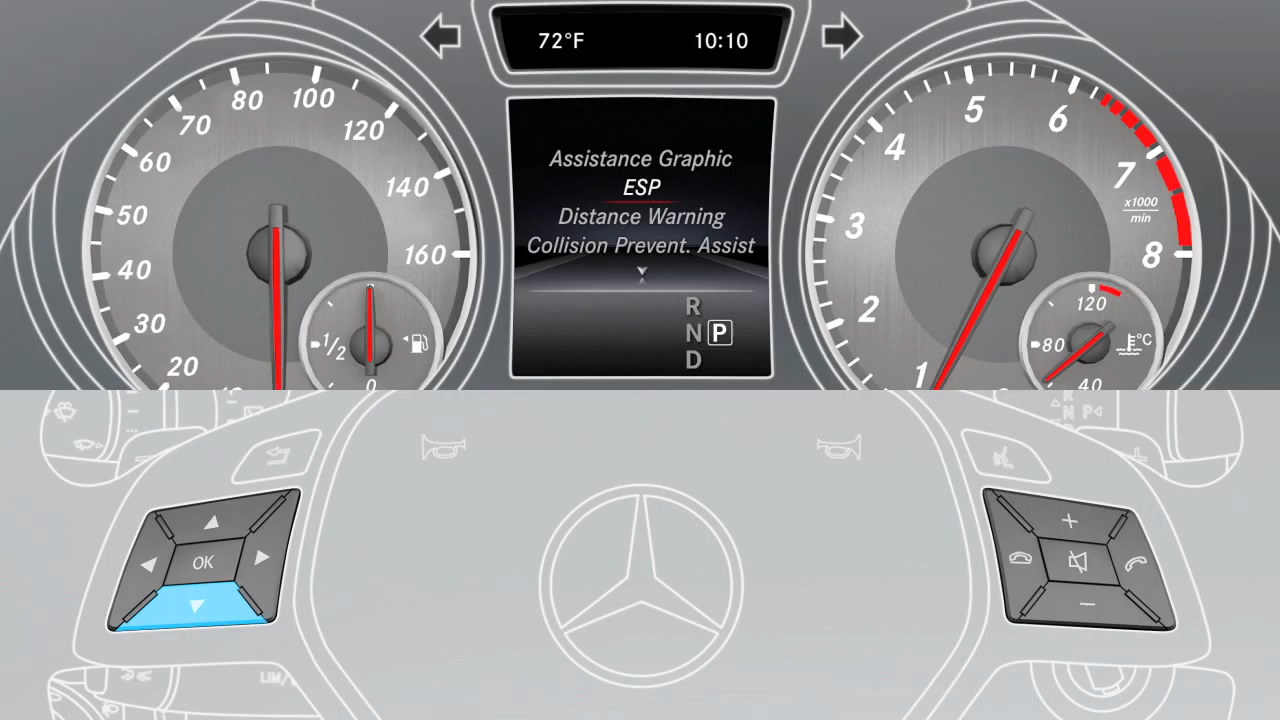 72°F 10:10
80 100
70 120
60 140
50 160
40
30
20
1/2
0
Assistance Graphic
ESP
Distance Warning
Collision Prevent. Assist
R
N P
D
5 6
4 7
3 x1000
min
8
2
1
120
80 °C
40
R
N P
OK
+
−
LIM/